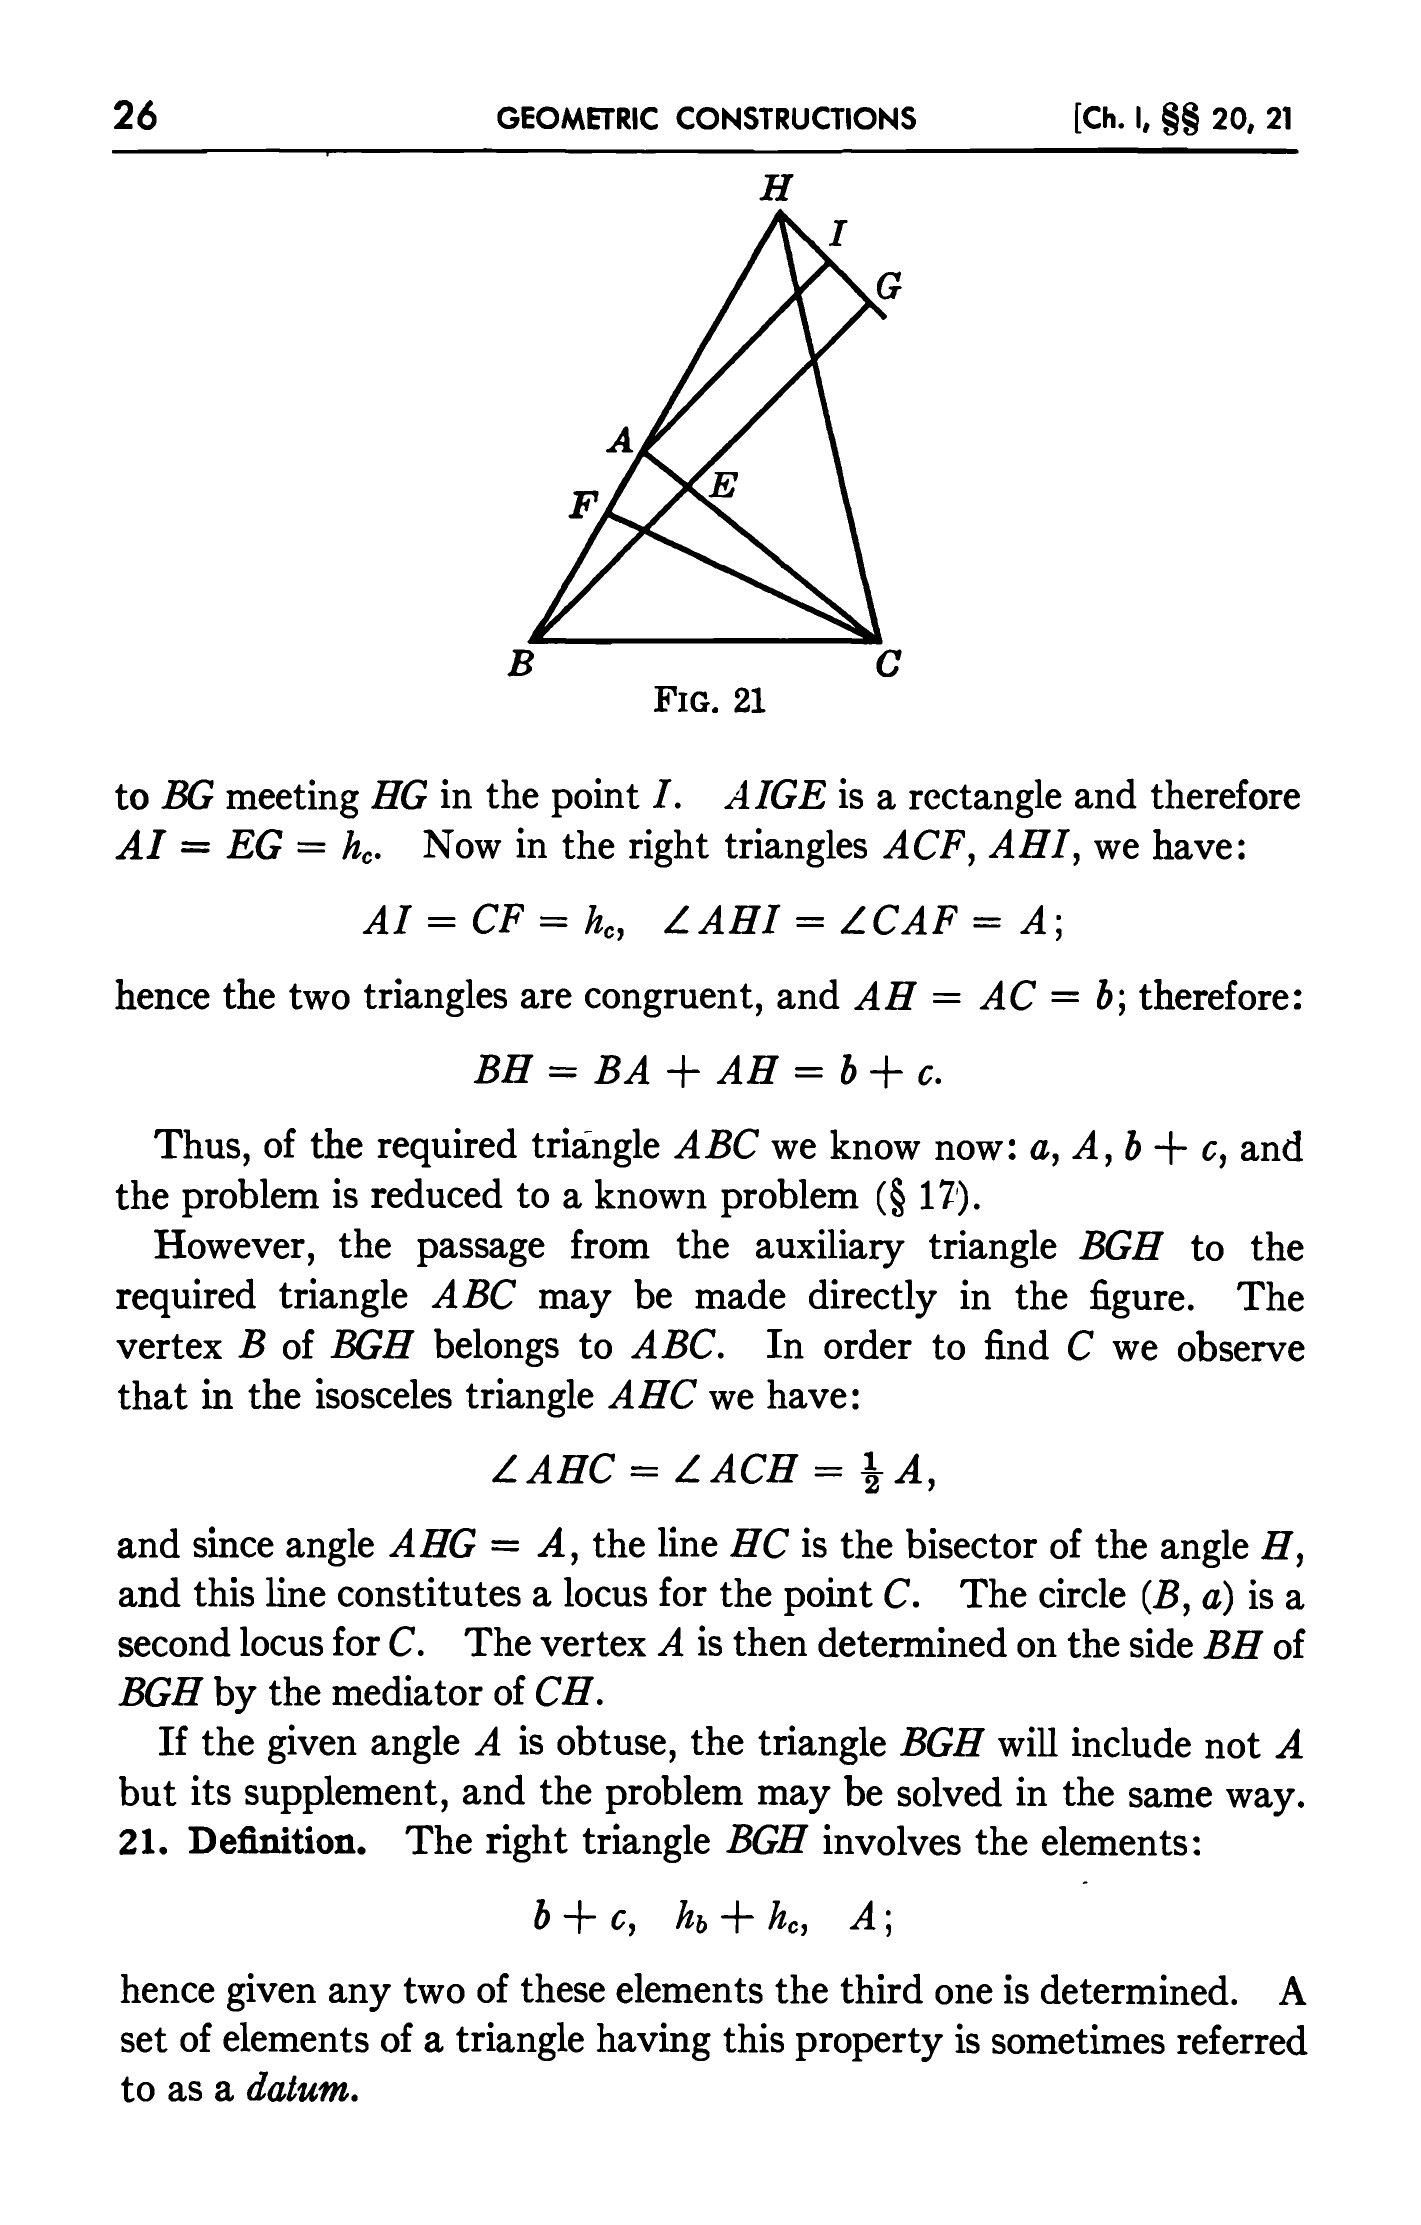 26 GEOMETRIC CONSTRUCTIONS [Ch. I, §§ 20, 21
H
I
G
A
E
F
B
C
FIG. 21
to BG meeting HG in the point I. AIGE is a rectangle and therefore
AI = EG = h_c. Now in the right triangles ACF, AHI, we have:
AI = CF = h_c, ∠AHI = ∠CAF = A;
hence the two triangles are congruent, and AH = AC = b; therefore:
BH = BA + AH = b + c.
Thus, of the required triangle ABC we know now: a, A, b + c, and
the problem is reduced to a known problem (§ 17).
However, the passage from the auxiliary triangle BGH to the
required triangle ABC may be made directly in the figure. The
vertex B of BGH belongs to ABC. In order to find C we observe
that in the isosceles triangle AHC we have:
∠AHC = ∠ACH = ½ A,
and since angle AHG = A, the line HC is the bisector of the angle H,
and this line constitutes a locus for the point C. The circle (B, a) is a
second locus for C. The vertex A is then determined on the side BH of
BGH by the mediator of CH.
If the given angle A is obtuse, the triangle BGH will include not A
but its supplement, and the problem may be solved in the same way.
21. Definition. The right triangle BGH involves the elements:
b + c, h_b + h_c, A;
hence given any two of these elements the third one is determined. A
set of elements of a triangle having this property is sometimes referred
to as a datum.